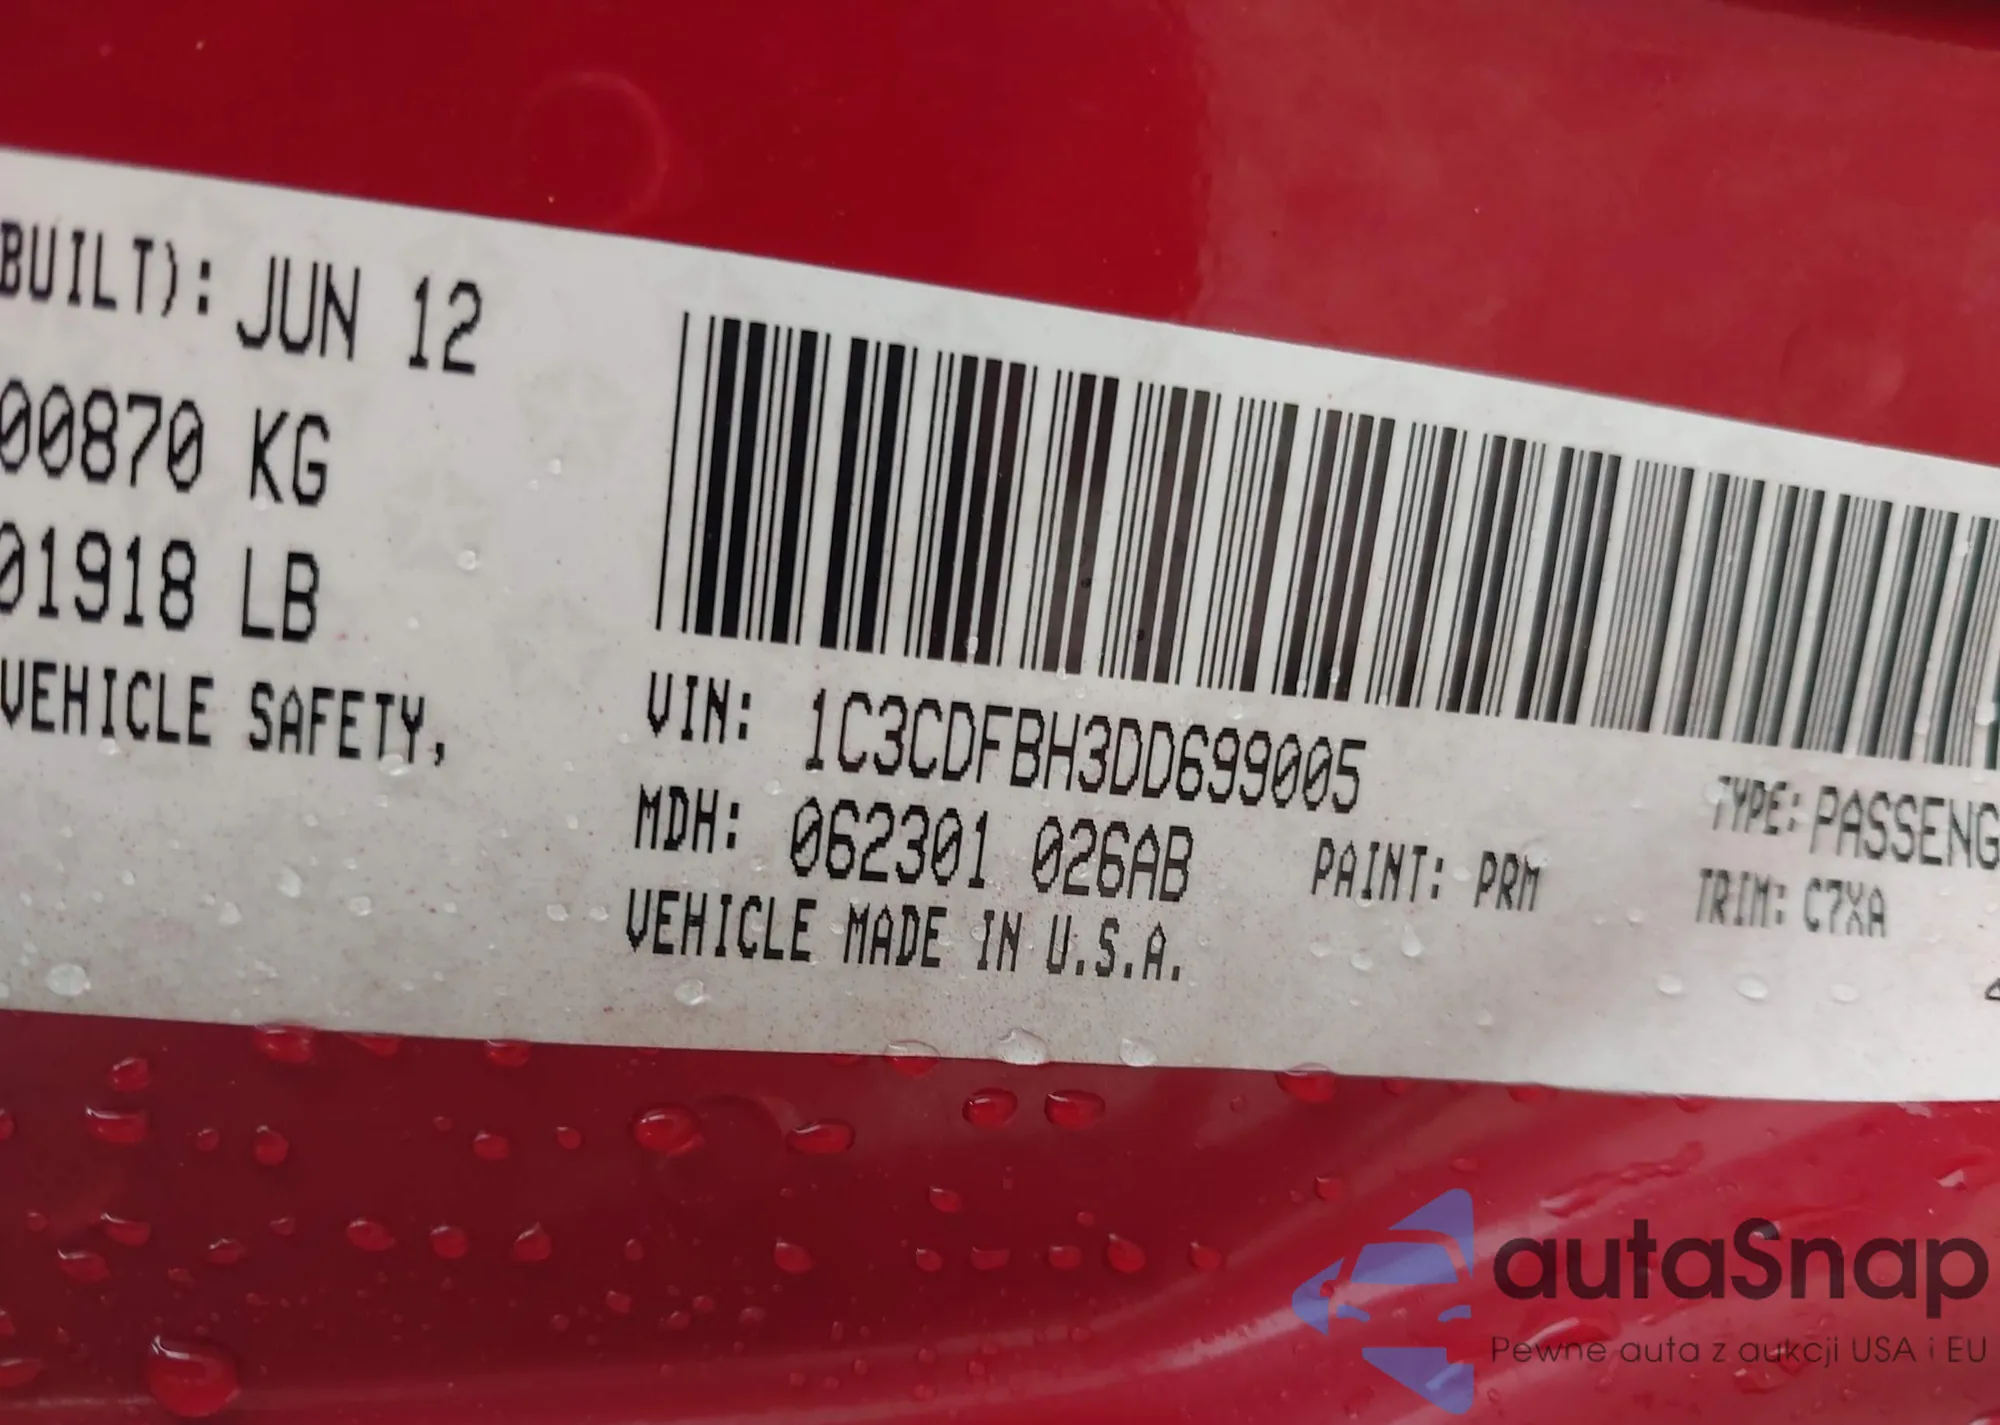 BUILT): JUN 12
00870 KG
01918 LB
VEHICLE SAFETY,
VIN: 1C3CDFBH3DD699005
TYPE: PASSENG
MDH: 062301 026AB
PAINT: PRM
TRIM: C7XA
VEHICLE MADE IN U.S.A.
autaSnap
Pewne auta z aukcji USA i EU